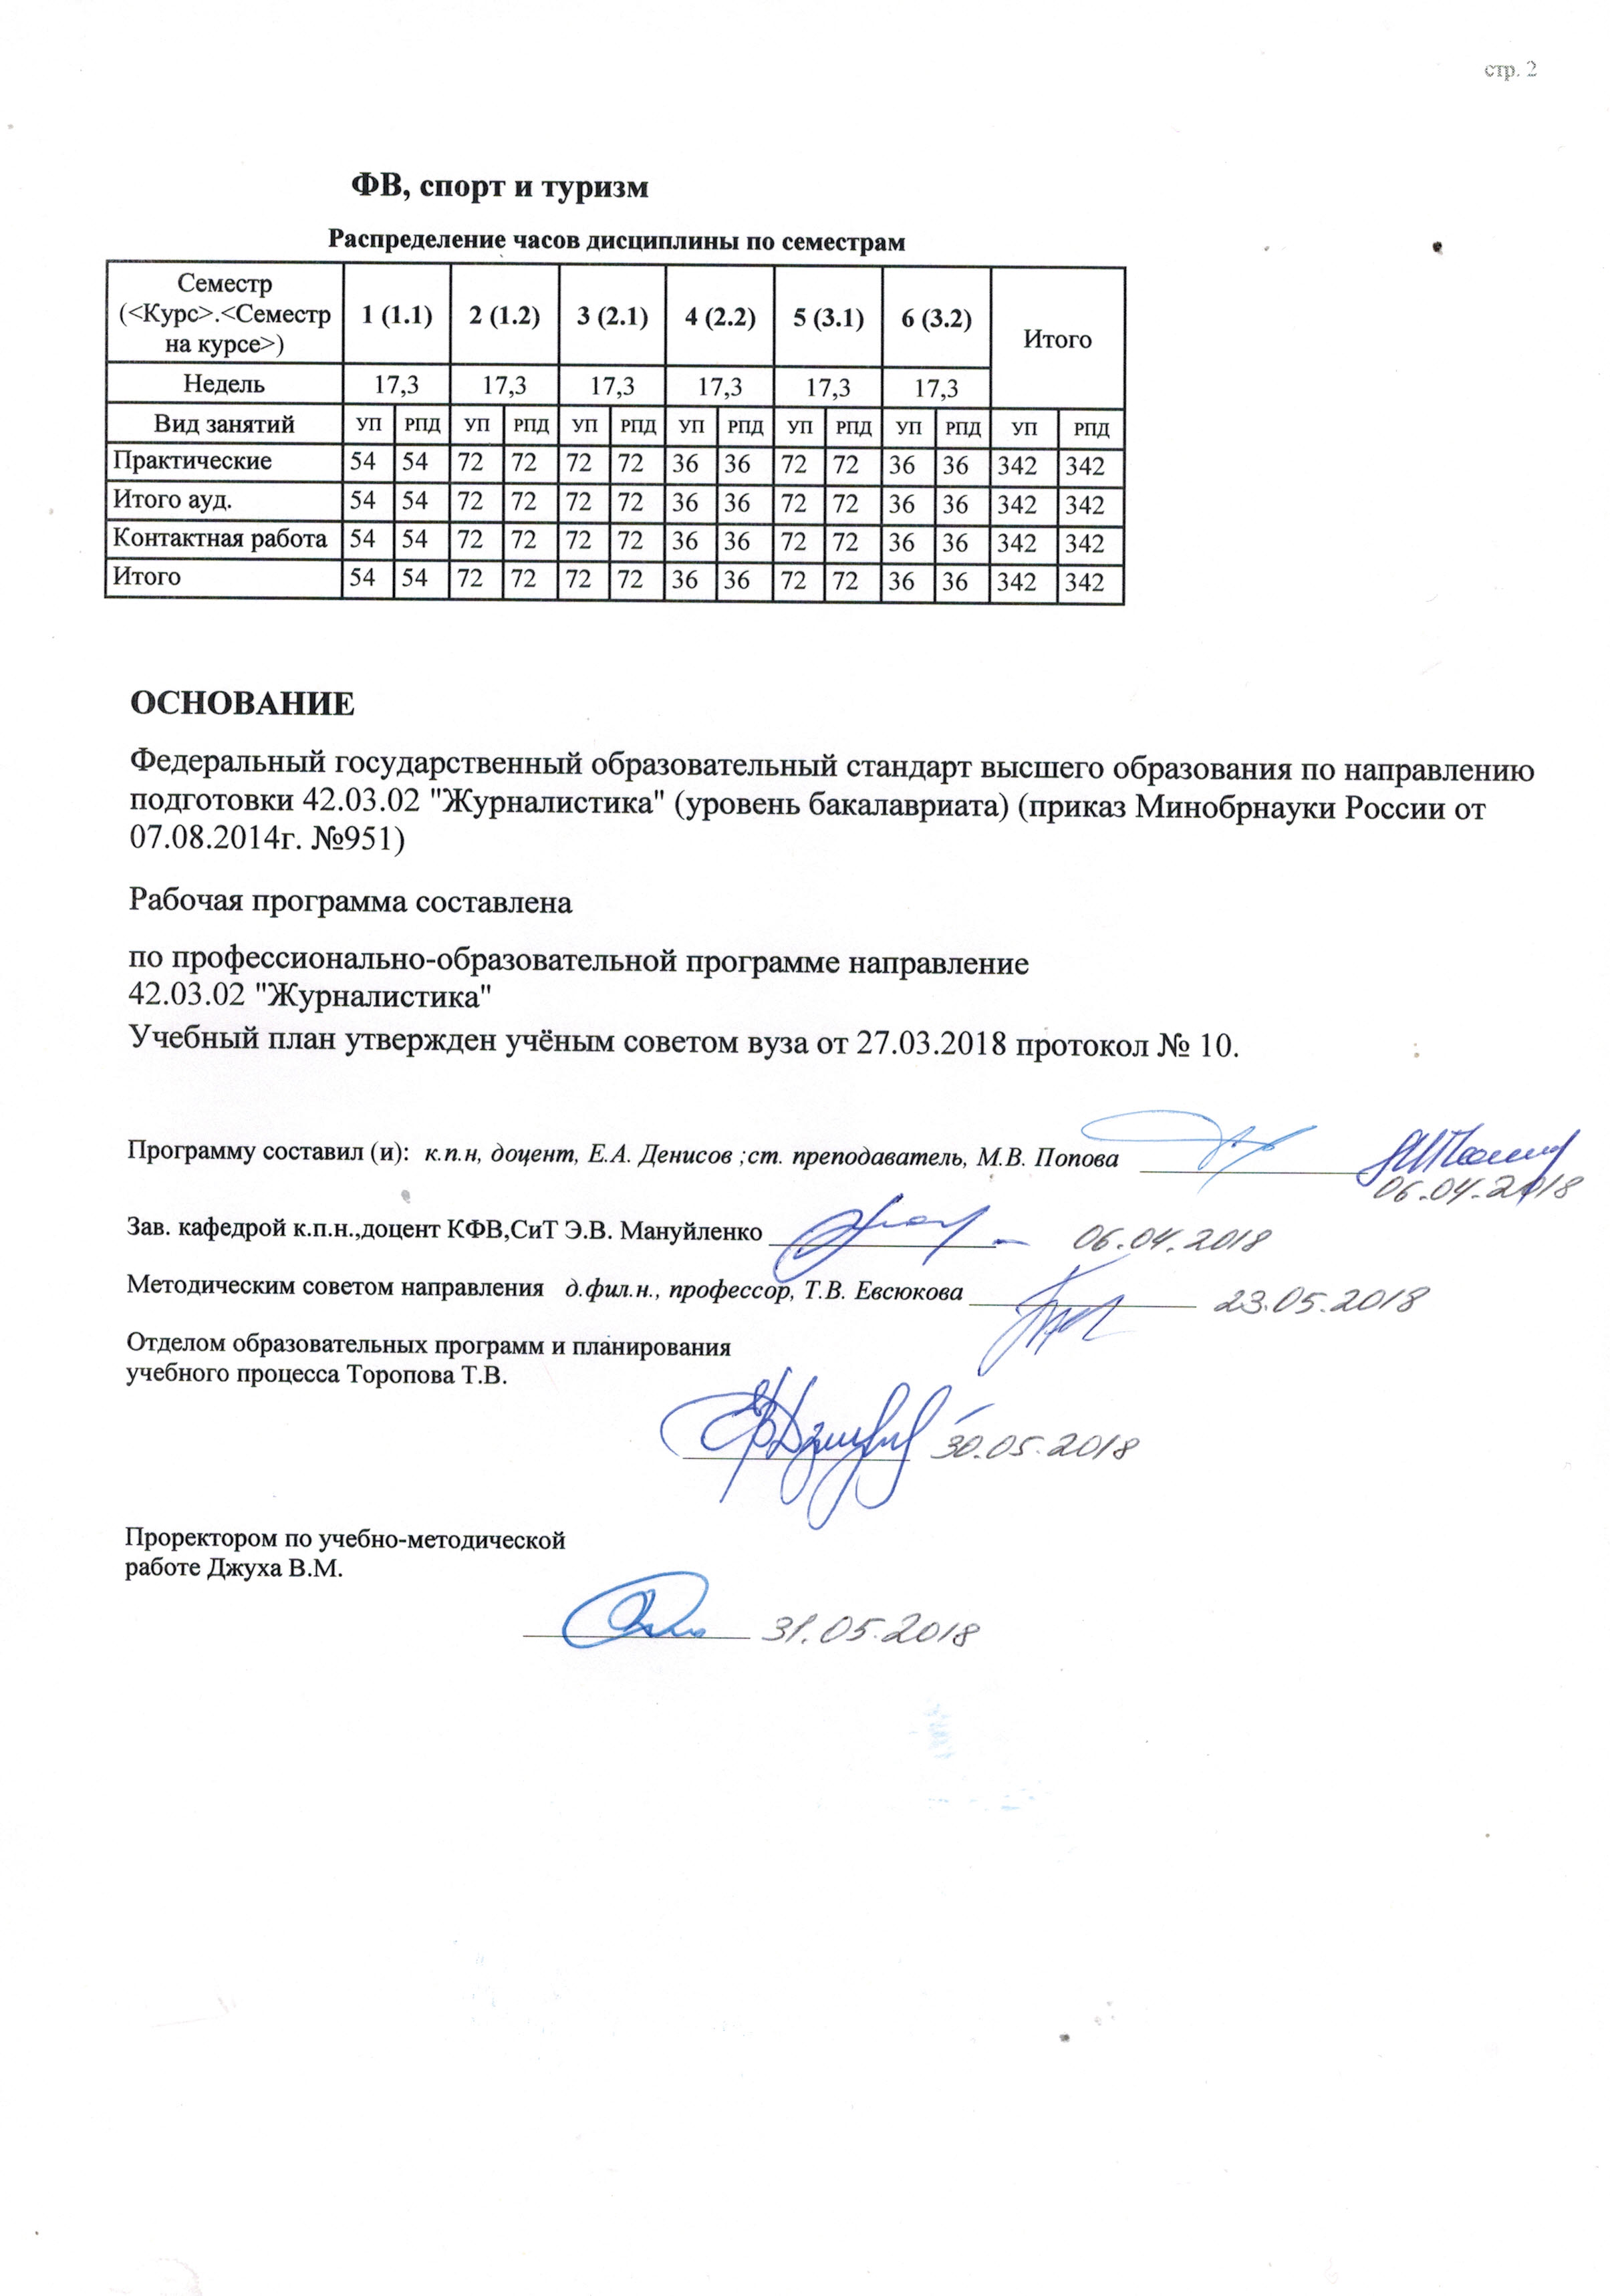 стр. 2
ФВ, спорт и туризм
Распределение часов дисциплины по семестрам
Семестр (<Курс>.<Семестр на курсе>) 1 (1.1) 2 (1.2) 3 (2.1) 4 (2.2) 5 (3.1) 6 (3.2) Итого
Недель 17,3 17,3 17,3 17,3 17,3 17,3
Вид занятий УП РПД УП РПД УП РПД УП РПД УП РПД УП РПД УП РПД
Практические 54 54 72 72 72 72 36 36 72 72 36 36 342 342
Итого ауд. 54 54 72 72 72 72 36 36 72 72 36 36 342 342
Контактная работа 54 54 72 72 72 72 36 36 72 72 36 36 342 342
Итого 54 54 72 72 72 72 36 36 72 72 36 36 342 342
ОСНОВАНИЕ
Федеральный государственный образовательный стандарт высшего образования по направлению
подготовки 42.03.02 "Журналистика" (уровень бакалавриата) (приказ Минобрнауки России от
07.08.2014г. №951)
Рабочая программа составлена
по профессионально-образовательной программе направление
42.03.02 "Журналистика"
Учебный план утвержден учёным советом вуза от 27.03.2018 протокол № 10.
Программу составил (и): к.п.н, доцент, Е.А. Денисов ;ст. преподаватель, М.В. Попова
06.04.2018
Зав. кафедрой к.п.н.,доцент КФВ,СиТ Э.В. Мануйленко 06.04.2018
Методическим советом направления д.фил.н., профессор, Т.В. Евсюкова 23.05.2018
Отделом образовательных программ и планирования
учебного процесса Торопова Т.В.
30.05.2018
Проректором по учебно-методической
работе Джуха В.М.
31.05.2018